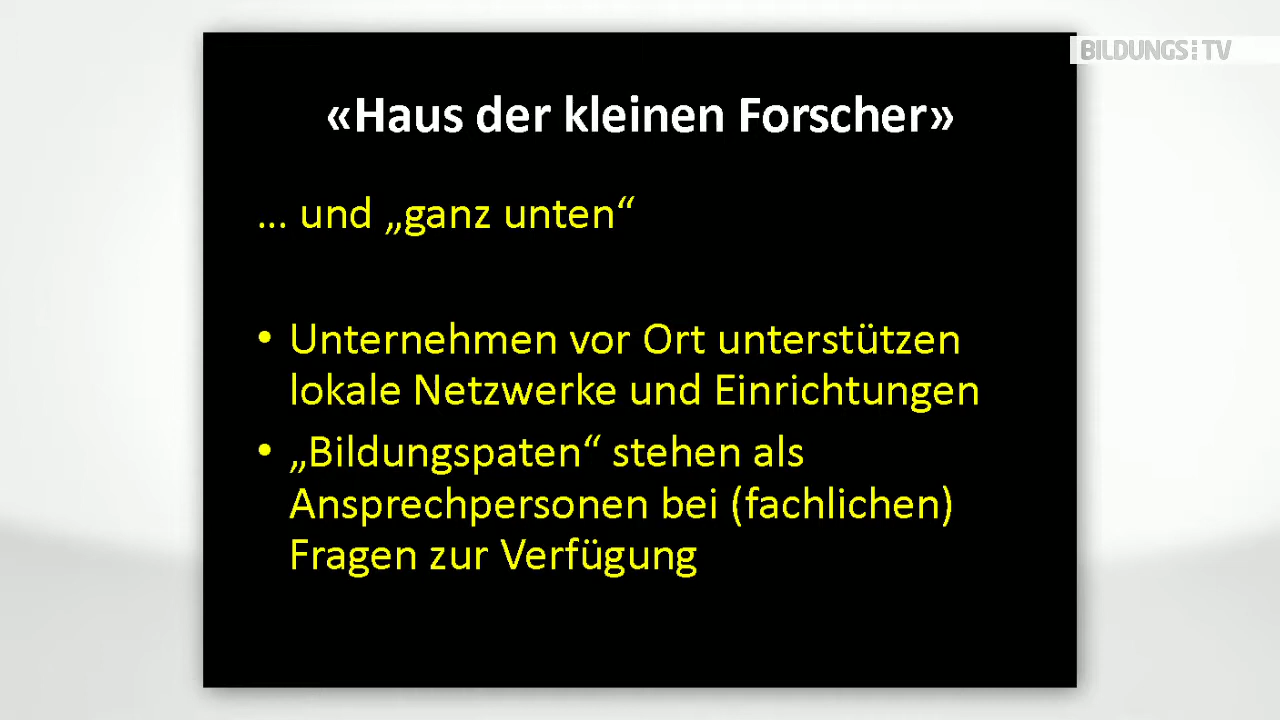 BILDUNGS:TV
«Haus der kleinen Forscher»
… und „ganz unten“
• Unternehmen vor Ort unterstützen
lokale Netzwerke und Einrichtungen
• „Bildungspaten“ stehen als
Ansprechpersonen bei (fachlichen)
Fragen zur Verfügung